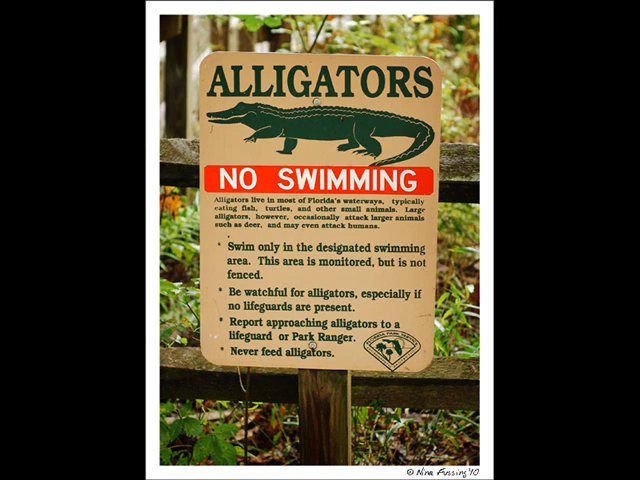 ALLIGATORS
NO SWIMMING
Alligators live in most of Florida's waterways, typically
eating fish, turtles, and other small animals. Large
alligators, however, occasionally attack larger animals
such as deer, and may even attack humans.
* Swim only in the designated swimming
area. This area is monitored, but is not
fenced.
* Be watchful for alligators, especially if
no lifeguards are present.
* Report approaching alligators to a
lifeguard or Park Ranger.
* Never feed alligators.
FLORIDA PARK SERVICE
© Nina Fussing '10